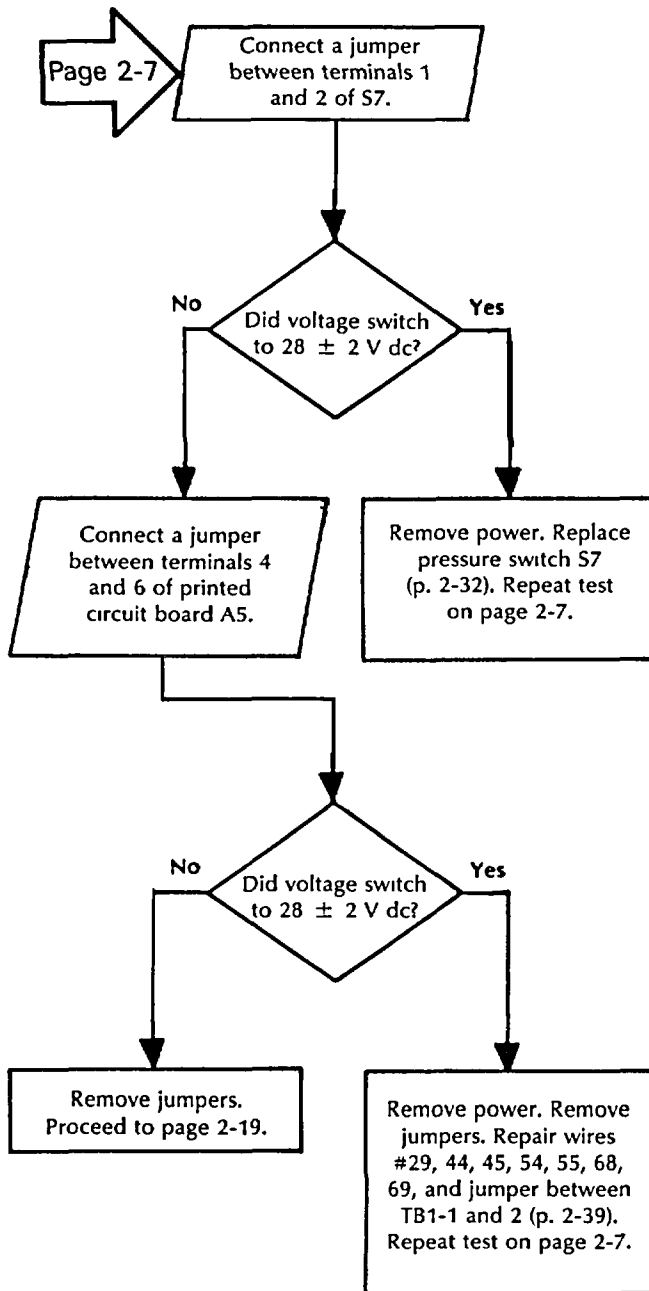 Page 2-7
Connect a jumper
between terminals 1
and 2 of S7.
Did voltage switch
to 28 ± 2 V dc?
No
Yes
Connect a jumper
between terminals 4
and 6 of printed
circuit board A5.
Remove power. Replace
pressure switch S7
(p. 2-32). Repeat test
on page 2-7.
Did voltage switch
to 28 ± 2 V dc?
No
Yes
Remove jumpers.
Proceed to page 2-19.
Remove power. Remove
jumpers. Repair wires
#29, 44, 45, 54, 55, 68,
69, and jumper between
TB1-1 and 2 (p. 2-39).
Repeat test on page 2-7.